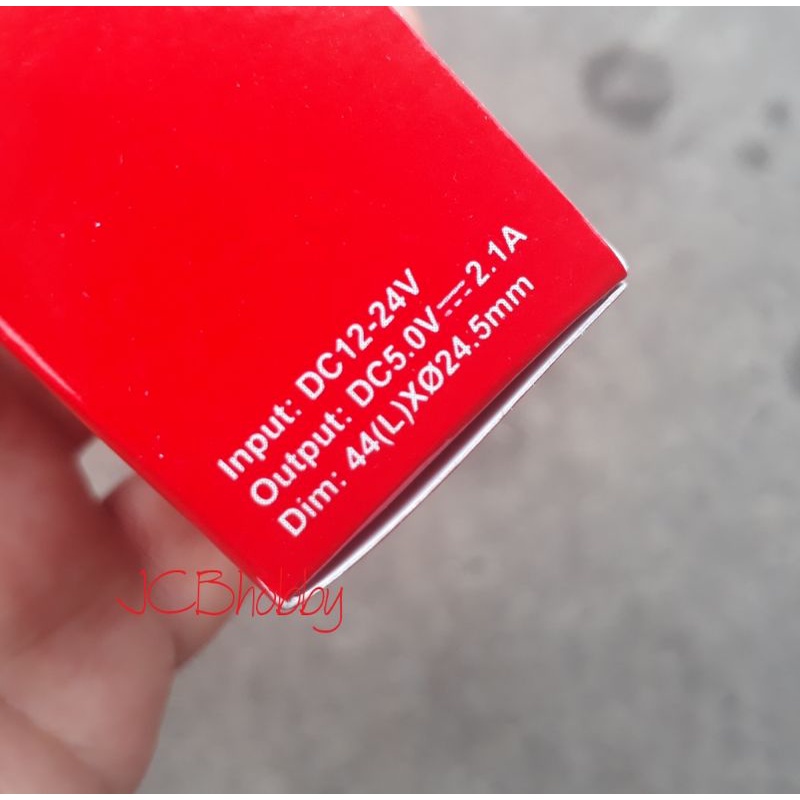 Input: DC12-24V
Output: DC5.0V⎓2.1A
Dim: 44(L)XØ24.5mm
JCBhobby